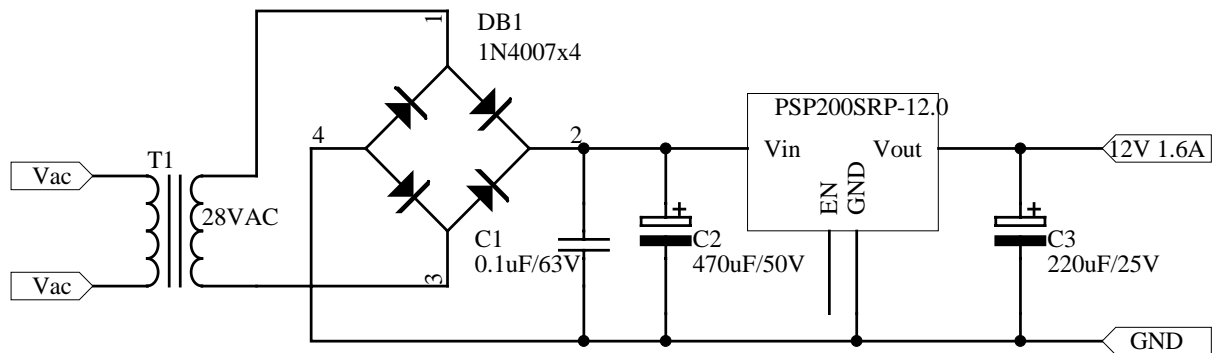 1
DB1
1N4007x4
PSP200SRP-12.0
4
2
Vin
Vout
12V 1.6A
T1
Vac
28VAC
EN
GND
C1
0.1uF/63V
C2
470uF/50V
C3
220uF/25V
Vac
3
GND